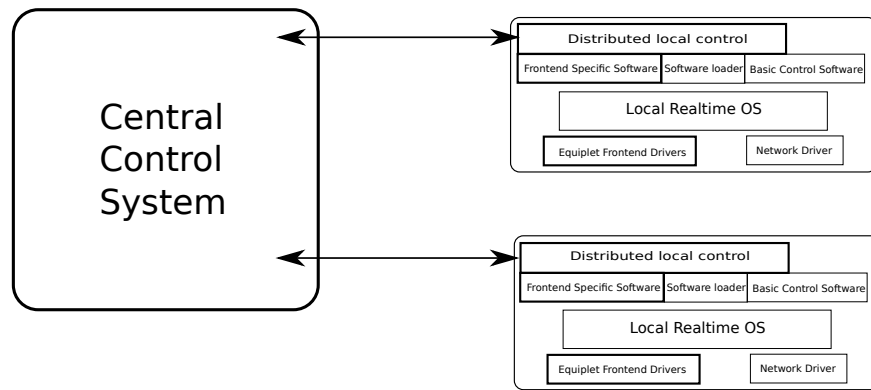 Central
Control
System
Distributed local control
Frontend Specific Software
Software loader
Basic Control Software
Local Realtime OS
Equiplet Frontend Drivers
Network Driver
Distributed local control
Frontend Specific Software
Software loader
Basic Control Software
Local Realtime OS
Equiplet Frontend Drivers
Network Driver